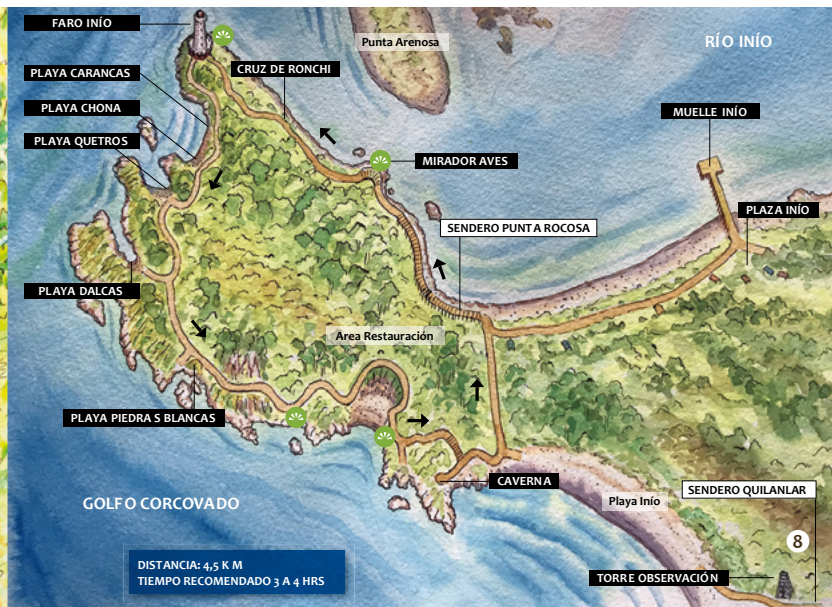 FARO INÍO
Punta Arenosa
RÍO INÍO
PLAYA CARANCAS
CRUZ DE RONCHI
PLAYA CHONA
MUELLE INÍO
PLAYA QUETROS
MIRADOR AVES
PLAZA INÍO
SENDERO PUNTA ROCOSA
PLAYA DALCAS
Area Restauración
PLAYA PIEDRAS BLANCAS
CAVERNA
GOLFO CORCOVADO
Playa Inío
SENDERO QUILANLAR
8
DISTANCIA: 4,5 KM
TIEMPO RECOMENDADO 3 A 4 HRS
TORRE OBSERVACIÓN